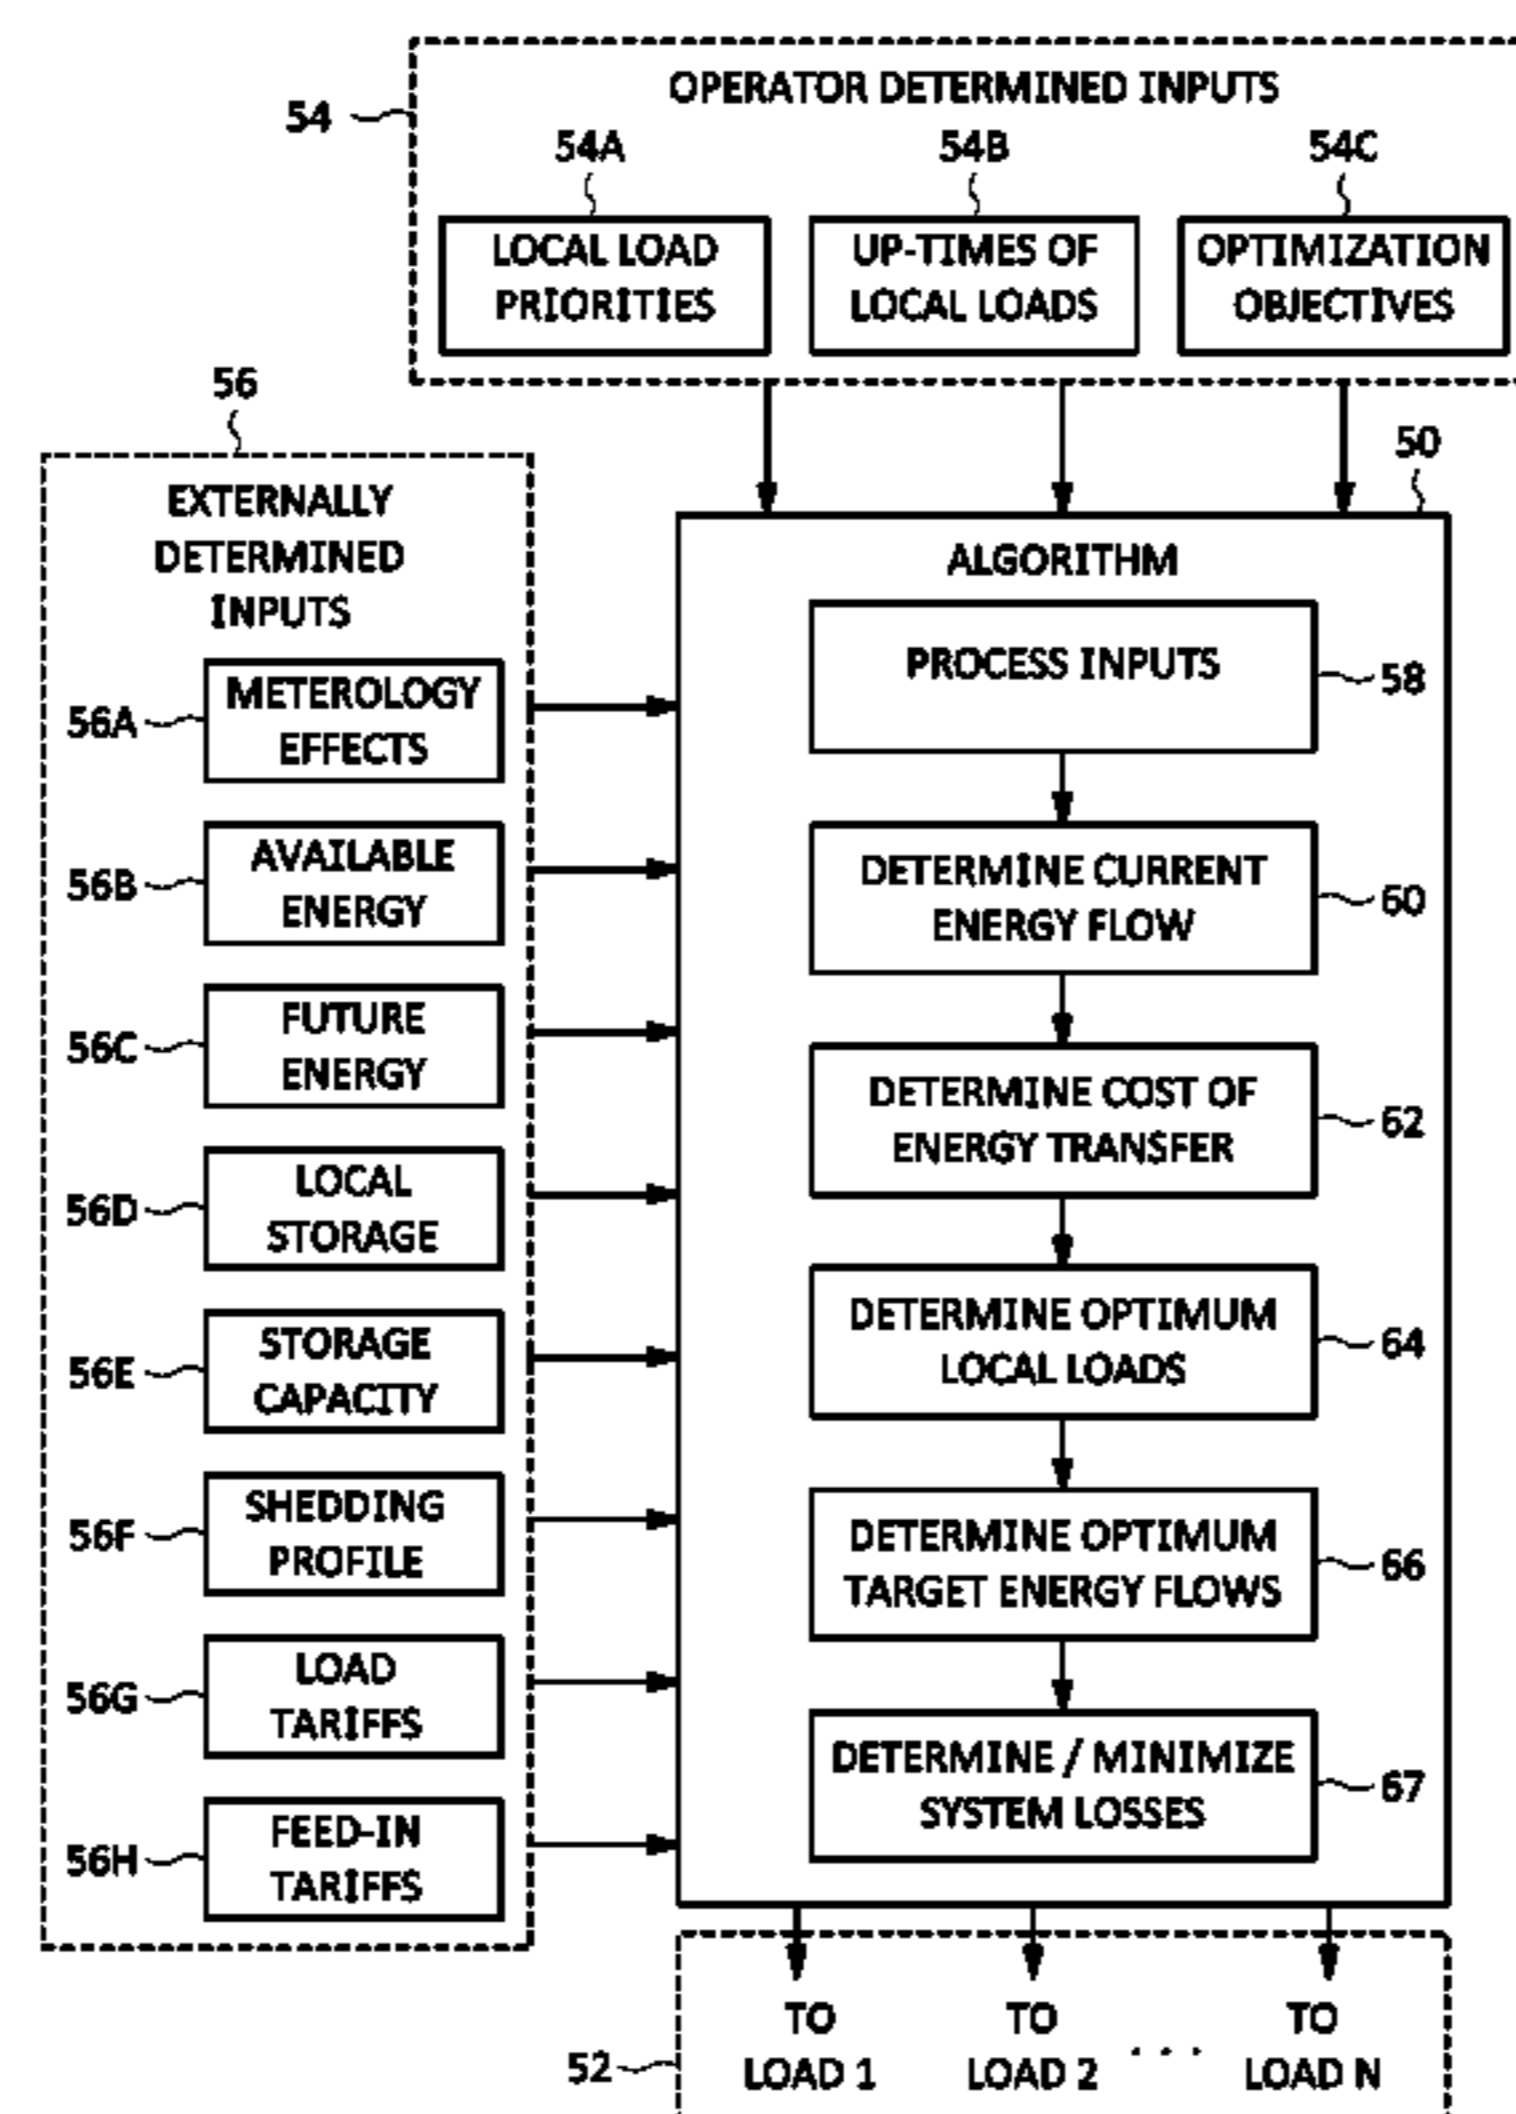 OPERATOR DETERMINED INPUTS
54
54A
54B
54C
LOCAL LOAD
PRIORITIES
UP-TIMES OF
LOCAL LOADS
OPTIMIZATION
OBJECTIVES
56
50
EXTERNALLY
DETERMINED
INPUTS
56A
METEROLOGY
EFFECTS
56B
AVAILABLE
ENERGY
56C
FUTURE
ENERGY
56D
LOCAL
STORAGE
56E
STORAGE
CAPACITY
56F
SHEDDING
PROFILE
56G
LOAD
TARIFFS
56H
FEED-IN
TARIFFS
ALGORITHM
PROCESS INPUTS
58
DETERMINE CURRENT
ENERGY FLOW
60
DETERMINE COST OF
ENERGY TRANSFER
62
DETERMINE OPTIMUM
LOCAL LOADS
64
DETERMINE OPTIMUM
TARGET ENERGY FLOWS
66
DETERMINE / MINIMIZE
SYSTEM LOSSES
67
52
TO
LOAD 1
TO
LOAD 2
. . .
TO
LOAD N